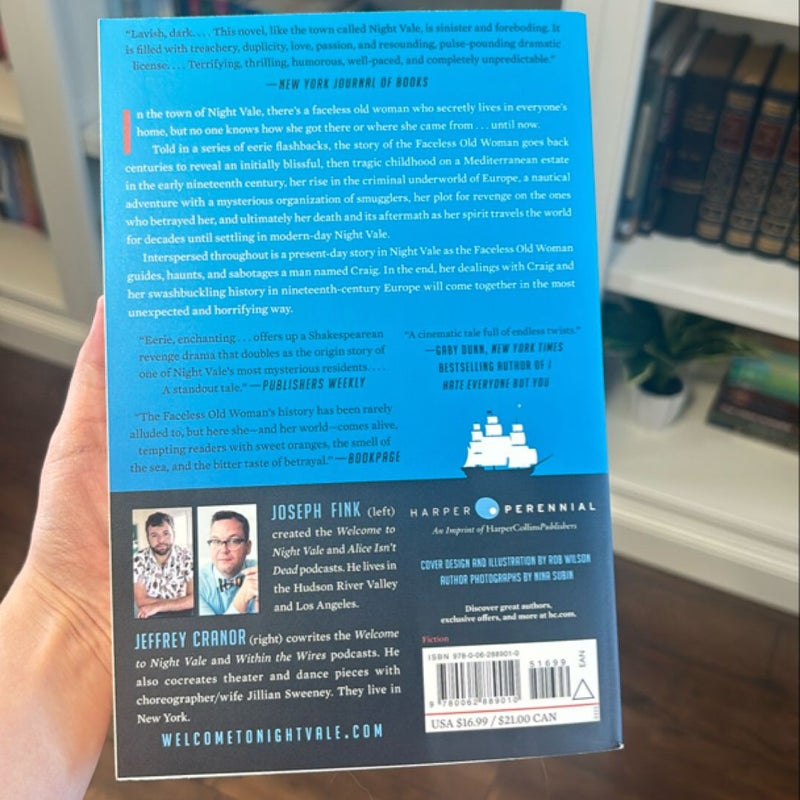 “Lavish, dark.... This novel, like the town called Night Vale, is sinister and foreboding. It
is filled with treachery, duplicity, love, passion, and resounding, pulse-pounding dramatic
license.... Terrifying, thrilling, humorous, well-paced, and completely unpredictable.”
—NEW YORK JOURNAL OF BOOKS
In the town of Night Vale, there’s a faceless old woman who secretly lives in everyone’s
home, but no one knows how she got there or where she came from . . . until now.
Told in a series of eerie flashbacks, the story of the Faceless Old Woman goes back
centuries to reveal an initially blissful, then tragic childhood on a Mediterranean estate
in the early nineteenth century, her rise in the criminal underworld of Europe, a nautical
adventure with a mysterious organization of smugglers, her plot for revenge on the ones
who betrayed her, and ultimately her death and its aftermath as her spirit travels the world
for decades until settling in modern-day Night Vale.
Interspersed throughout is a present-day story in Night Vale as the Faceless Old Woman
guides, haunts, and sabotages a man named Craig. In the end, her dealings with Craig and
her swashbuckling history in nineteenth-century Europe will come together in the most
unexpected and horrifying way.
“Eerie, enchanting . . . offers up a Shakespearean
revenge drama that doubles as the origin story of
one of Night Vale’s most mysterious residents....
A standout tale.” —PUBLISHERS WEEKLY
“The Faceless Old Woman’s history has been rarely
alluded to, but here she—and her world—comes alive,
tempting readers with sweet oranges, the smell of
the sea, and the bitter taste of betrayal.” —BOOKPAGE
“A cinematic tale full of endless twists.”
—GABY DUNN, NEW YORK TIMES
BESTSELLING AUTHOR OF I
HATE EVERYONE BUT YOU
JOSEPH FINK (left)
created the Welcome to
Night Vale and Alice Isn’t
Dead podcasts. He lives in
the Hudson River Valley
and Los Angeles.
JEFFREY CRANOR (right) cowrites the Welcome
to Night Vale and Within the Wires podcasts. He
also cocreates theater and dance pieces with
choreographer/wife Jillian Sweeney. They live in
New York.
WELCOMETONIGHTVALE.COM
HARPER PERENNIAL
An Imprint of HarperCollinsPublishers
COVER DESIGN AND ILLUSTRATION BY ROB WILSON
AUTHOR PHOTOGRAPHS BY NINA SUBIN
Discover great authors,
exclusive offers, and more at hc.com.
Fiction
ISBN 978-0-06-288901-0
51699
EAN
9 780062 889010
USA $16.99 / $21.00 CAN